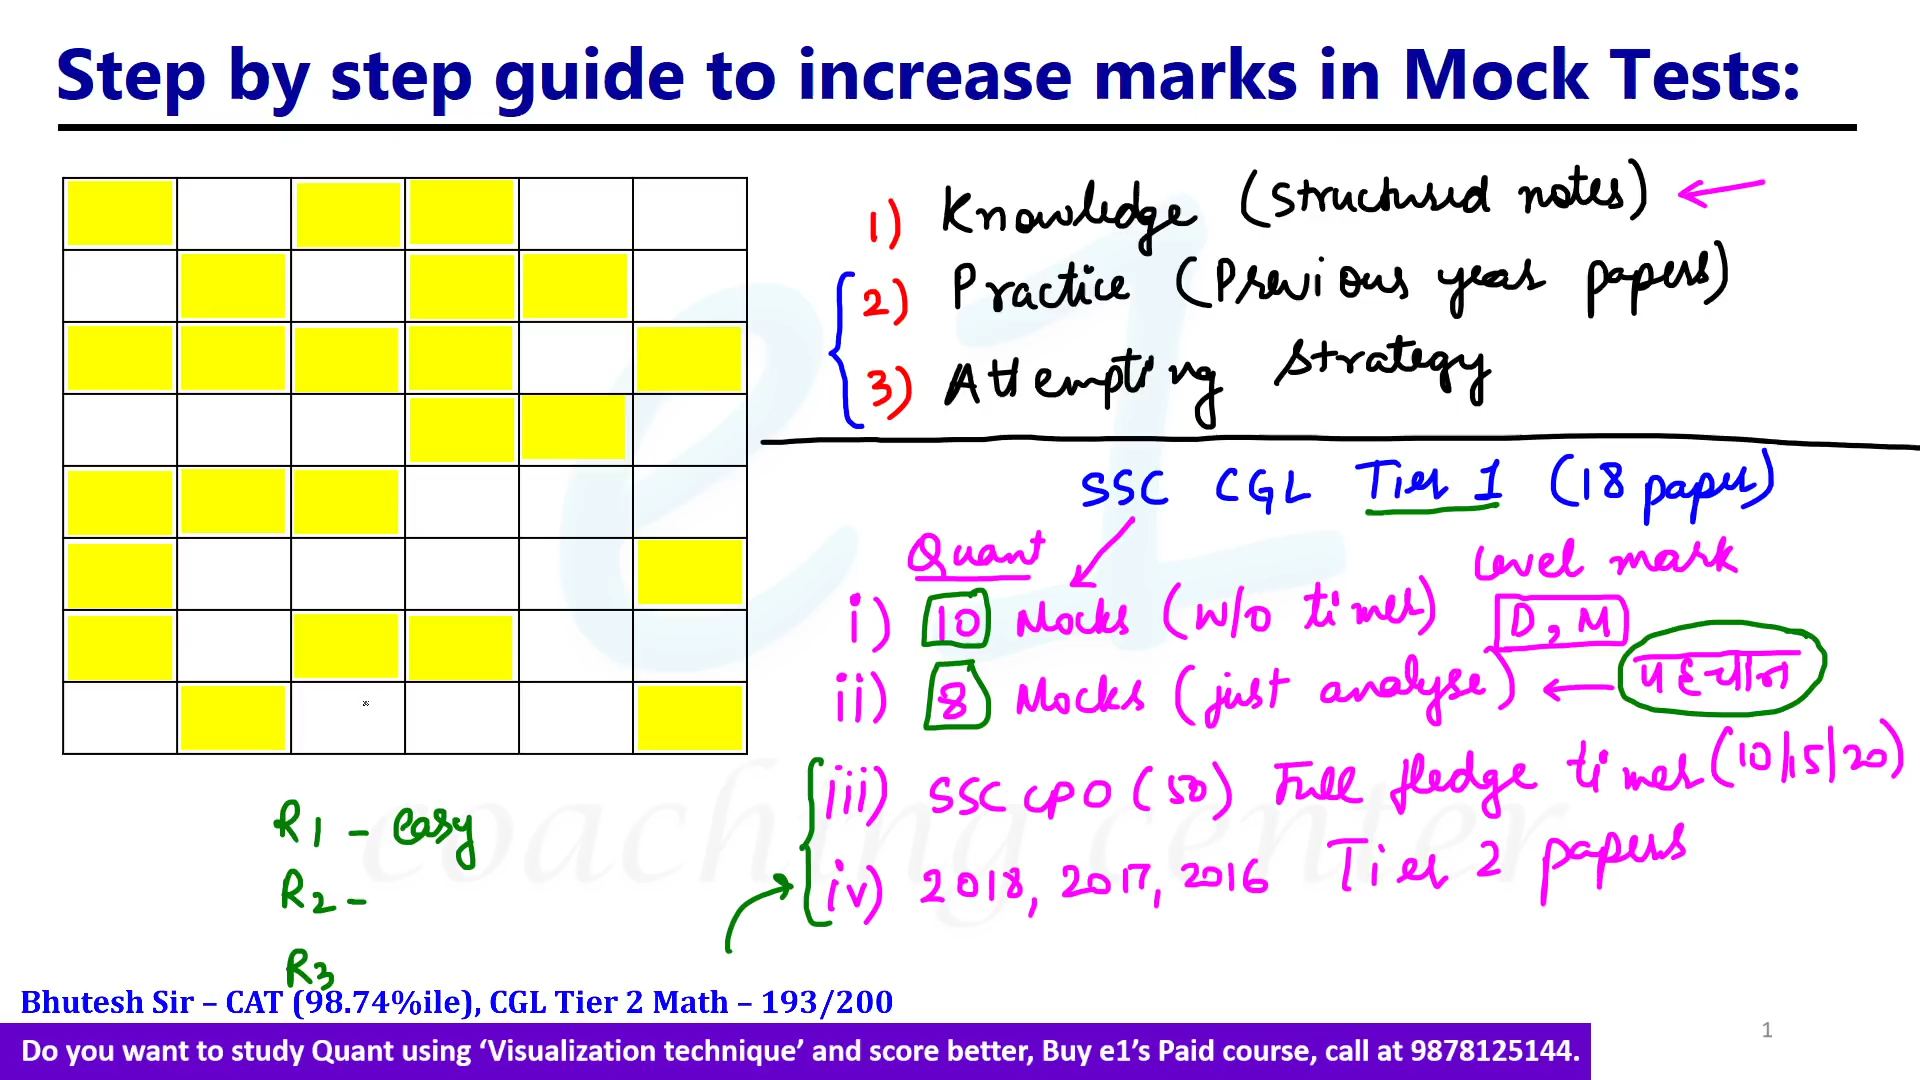 Step by step guide to increase marks in Mock Tests:
1) Knowledge (structured notes)
2) Practice (Previous year papers)
3) Attempting strategy
SSC CGL Tier 1 (18 paper)
Quant
Level mark
i) 10 Mocks (w/o timer) D, M
ii) 8 Mocks (just analyse) पहचान
iii) SSC CPO (50) Full fledge timer (10/15/20)
iv) 2018, 2017, 2016 Tier 2 papers
R1 - easy
R2 -
R3
Bhutesh Sir – CAT (98.74%ile), CGL Tier 2 Math – 193/200
Do you want to study Quant using ‘Visualization technique’ and score better, Buy e1’s Paid course, call at 9878125144.
1
e1
coaching center